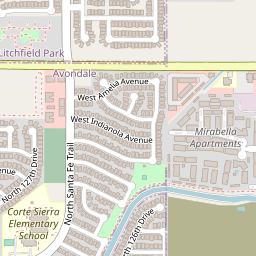 Litchfield Park
Avondale
West Amelia Avenue
West Indianola Avenue
Mirabella
Apartments
North Santa Fe Trail
North 127th Drive
Corte Sierra
Elementary
School
North 126th Drive